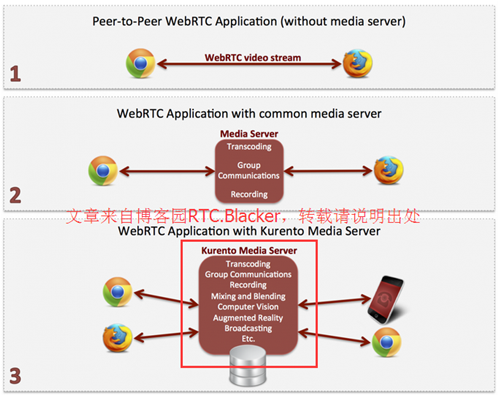 Peer-to-Peer WebRTC Application (without media server)
WebRTC video stream
1
WebRTC Application with common media server
Media Server
Transcoding
Group
Communications
Recording
2
文章来自博客园RTC.Blacker，转载请说明出处
WebRTC Application with Kurento Media Server
Kurento Media Server
Transcoding
Group Communications
Recording
Mixing and Blending
Computer Vision
Augmented Reality
Broadcasting
Etc.
3